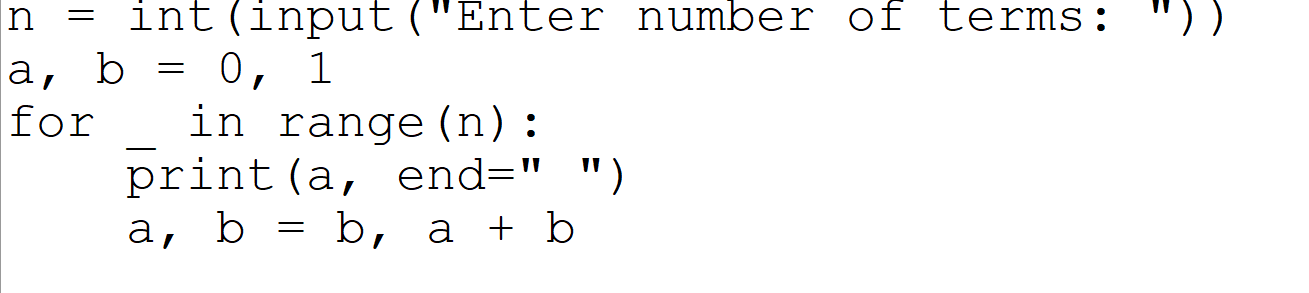 n = int(input("Enter number of terms: "))
a, b = 0, 1
for _ in range(n):
    print(a, end=" ")
    a, b = b, a + b